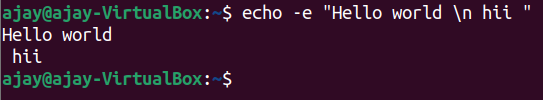 ajay@ajay-VirtualBox:~$ echo -e "Hello world \n hii "
Hello world
 hii
ajay@ajay-VirtualBox:~$